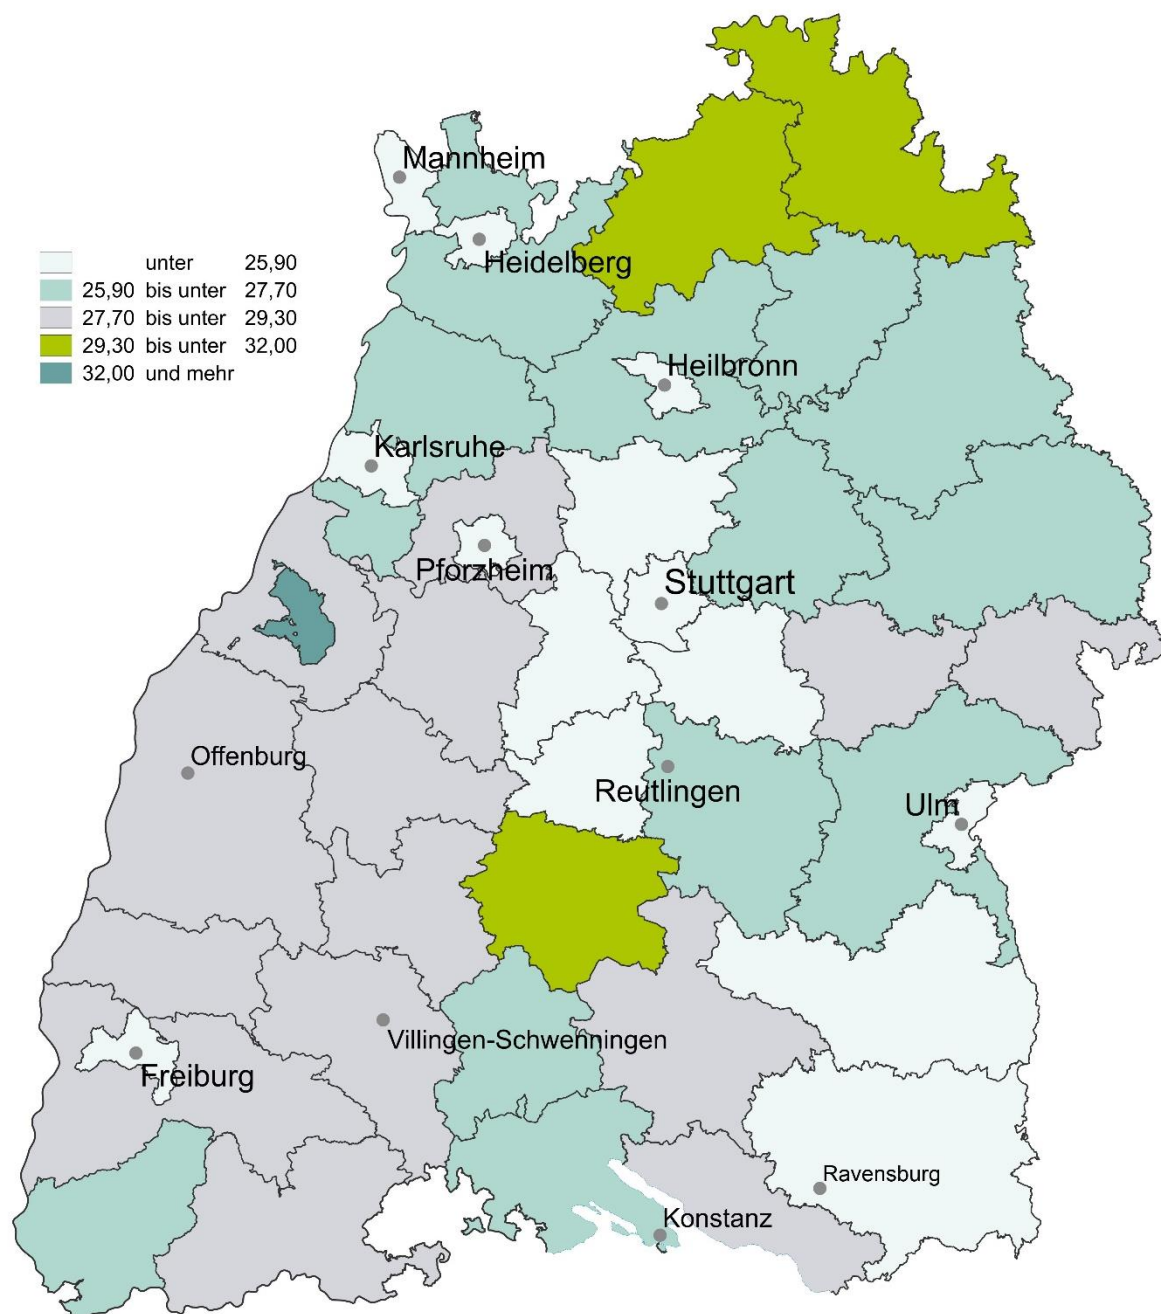 Mannheim
Heidelberg
unter 25,90
25,90 bis unter 27,70
27,70 bis unter 29,30
29,30 bis unter 32,00
32,00 und mehr
Heilbronn
Karlsruhe
Pforzheim
Stuttgart
Offenburg
Reutlingen
Ulm
Villingen-Schwenningen
Freiburg
Ravensburg
Konstanz